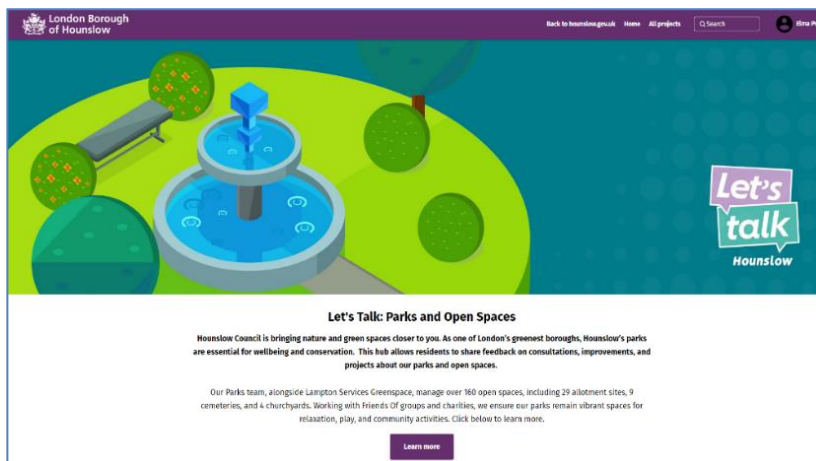 London Borough
of Hounslow
Back to hounslow.gov.uk Home All projects Search Elma
Let's
talk
Hounslow
Let's Talk: Parks and Open Spaces
Hounslow Council is bringing nature and green spaces closer to you. As one of London's greenest boroughs, Hounslow's parks
are essential for wellbeing and conservation. This hub allows residents to share feedback on consultations, improvements, and
projects about our parks and open spaces.
Our Parks team, alongside Lampton Services Greenspace, manage over 160 open spaces, including 29 allotment sites, 9
cemeteries, and 4 churchyards. Working with Friends Of groups and charities, we ensure our parks remain vibrant spaces for
relaxation, play, and community activities. Click below to learn more.
Learn more